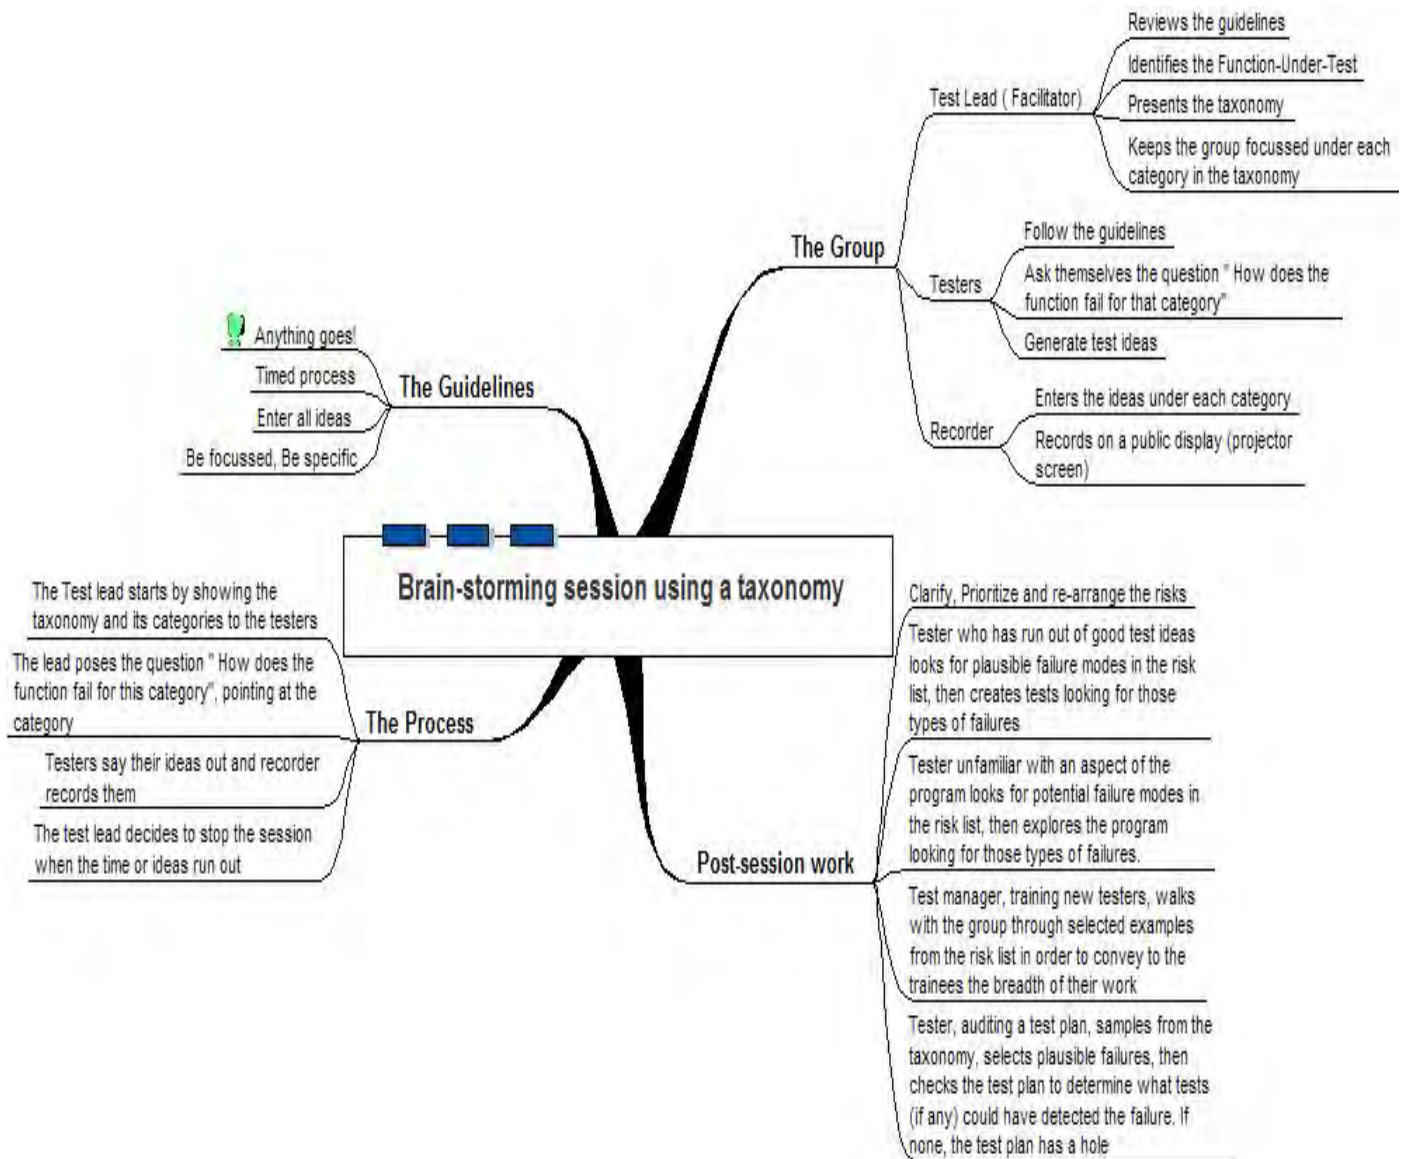 Brain-storming session using a taxonomy
The Group
Test Lead ( Facilitator)
Reviews the guidelines
Identifies the Function-Under-Test
Presents the taxonomy
Keeps the group focussed under each
category in the taxonomy
Testers
Follow the guidelines
Ask themselves the question " How does the
function fail for that category"
Generate test ideas
Recorder
Enters the ideas under each category
Records on a public display (projector
screen)
The Guidelines
Anything goes!
Timed process
Enter all ideas
Be focussed, Be specific
The Process
The Test lead starts by showing the
taxonomy and its categories to the testers
The lead poses the question " How does the
function fail for this category", pointing at the
category
Testers say their ideas out and recorder
records them
The test lead decides to stop the session
when the time or ideas run out
Post-session work
Clarify, Prioritize and re-arrange the risks
Tester who has run out of good test ideas
looks for plausible failure modes in the risk
list, then creates tests looking for those
types of failures
Tester unfamiliar with an aspect of the
program looks for potential failure modes in
the risk list, then explores the program
looking for those types of failures.
Test manager, training new testers, walks
with the group through selected examples
from the risk list in order to convey to the
trainees the breadth of their work
Tester, auditing a test plan, samples from the
taxonomy, selects plausible failures, then
checks the test plan to determine what tests
(if any) could have detected the failure. If
none, the test plan has a hole